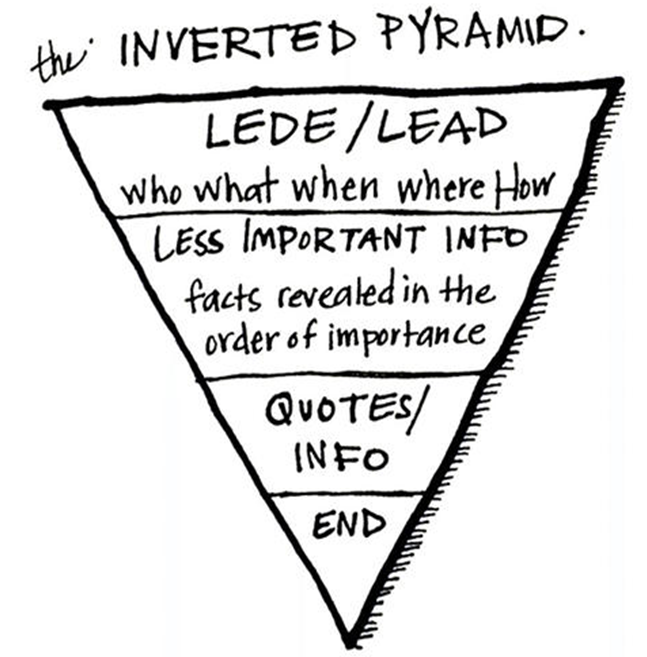 the INVERTED PYRAMID.
LEDE/LEAD
Who What When Where How
LESS IMPORTANT INFO
facts revealed in the
order of importance
QUOTES/
INFO
END